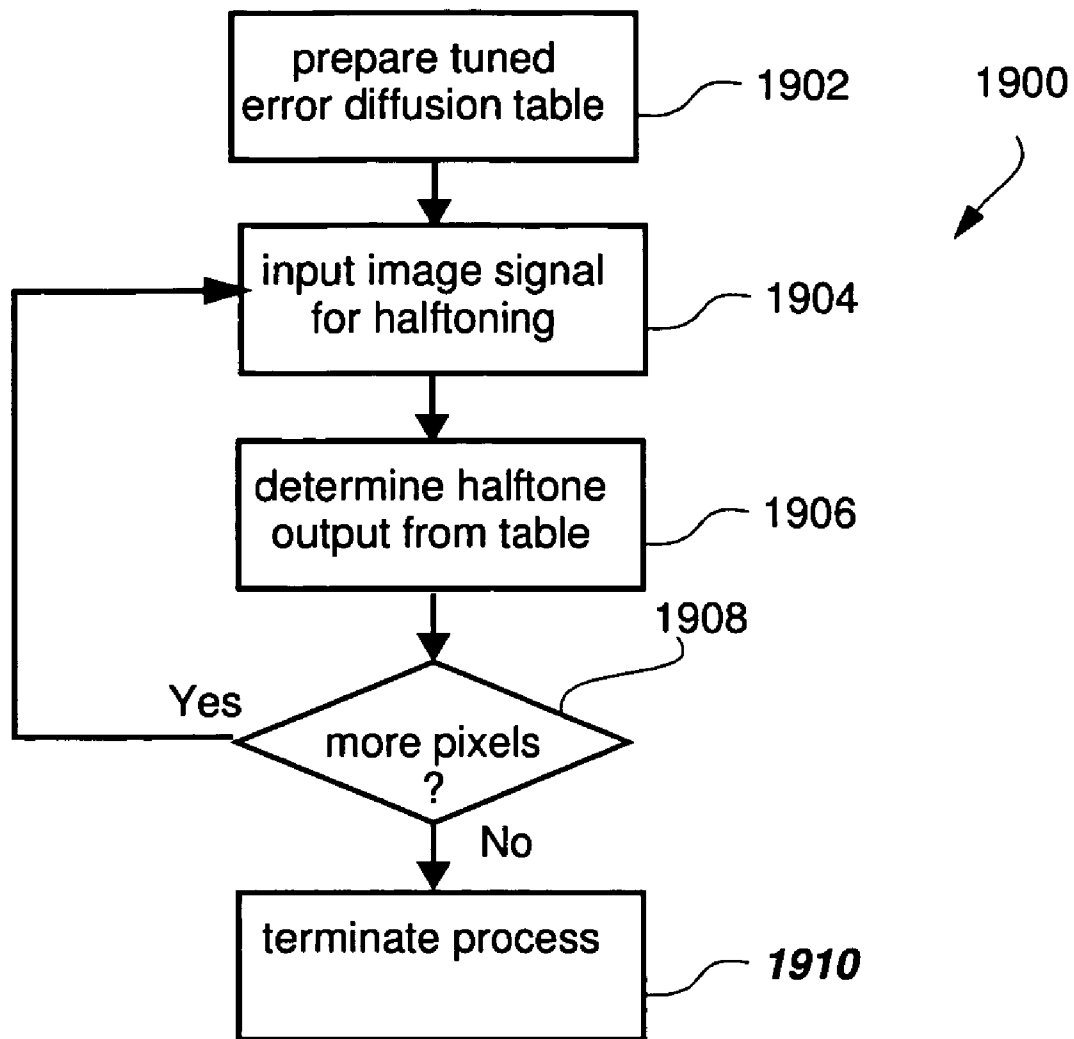 prepare tuned
error diffusion table
1902
1900
input image signal
for halftoning
1904
determine halftone
output from table
1906
1908
Yes
more pixels
?
No
terminate process
1910